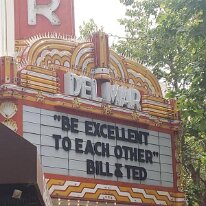 R
DEL MAR
"BE EXCELLENT
TO EACH OTHER"
BILL & TED